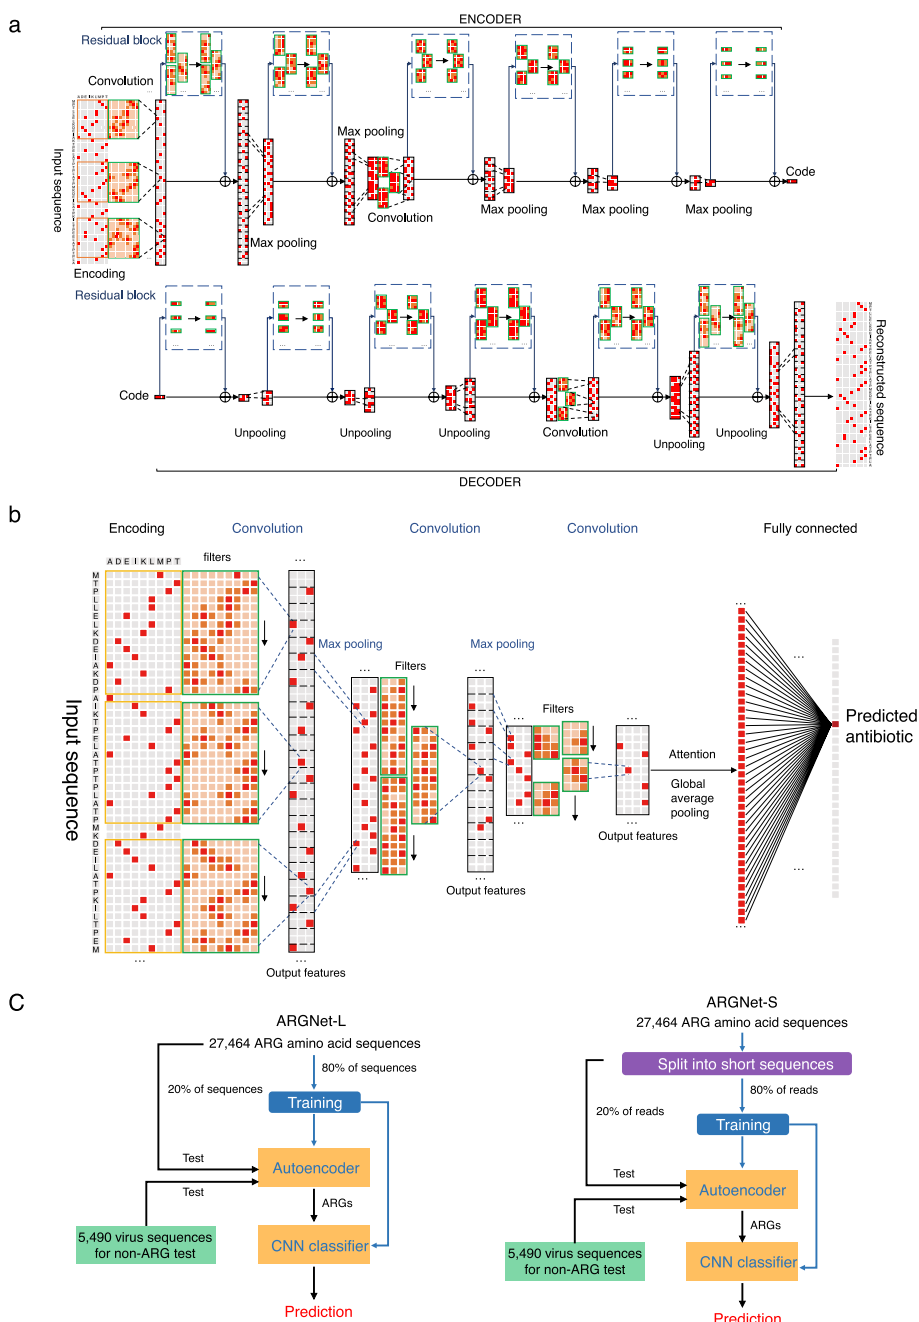 a
ENCODER
Residual block
Convolution
A D E I K L M P T
Input sequence
Max pooling
Convolution
Code
Max pooling
Max pooling
Max pooling
Max pooling
Encoding
Residual block
Reconstructed sequence
Code
Unpooling
Unpooling
Unpooling
Convolution
Unpooling
Unpooling
DECODER
b
Encoding
Convolution
Convolution
Convolution
Fully connected
A D E I K L M P T
filters
...
M
T
P
L
L
E
L
K
D
E
I
A
K
D
P
A
I
K
T
P
E
L
A
T
P
T
P
L
A
T
P
M
K
D
E
I
L
A
T
P
K
I
L
T
P
E
M
...
Input sequence
Max pooling
Max pooling
...
Filters
...
Filters
...
...
...
...
Predicted
antibiotic
Attention
Global
average
pooling
Output features
...
...
...
...
Output features
...
...
Output features
C
ARGNet-L
27,464 ARG amino acid sequences
80% of sequences
20% of sequences
Training
Test
Autoencoder
Test
ARGs
5,490 virus sequences
for non-ARG test
CNN classifier
Prediction
ARGNet-S
27,464 ARG amino acid sequences
Split into short sequences
80% of reads
20% of reads
Training
Test
Autoencoder
Test
ARGs
5,490 virus sequences
for non-ARG test
CNN classifier
Prediction